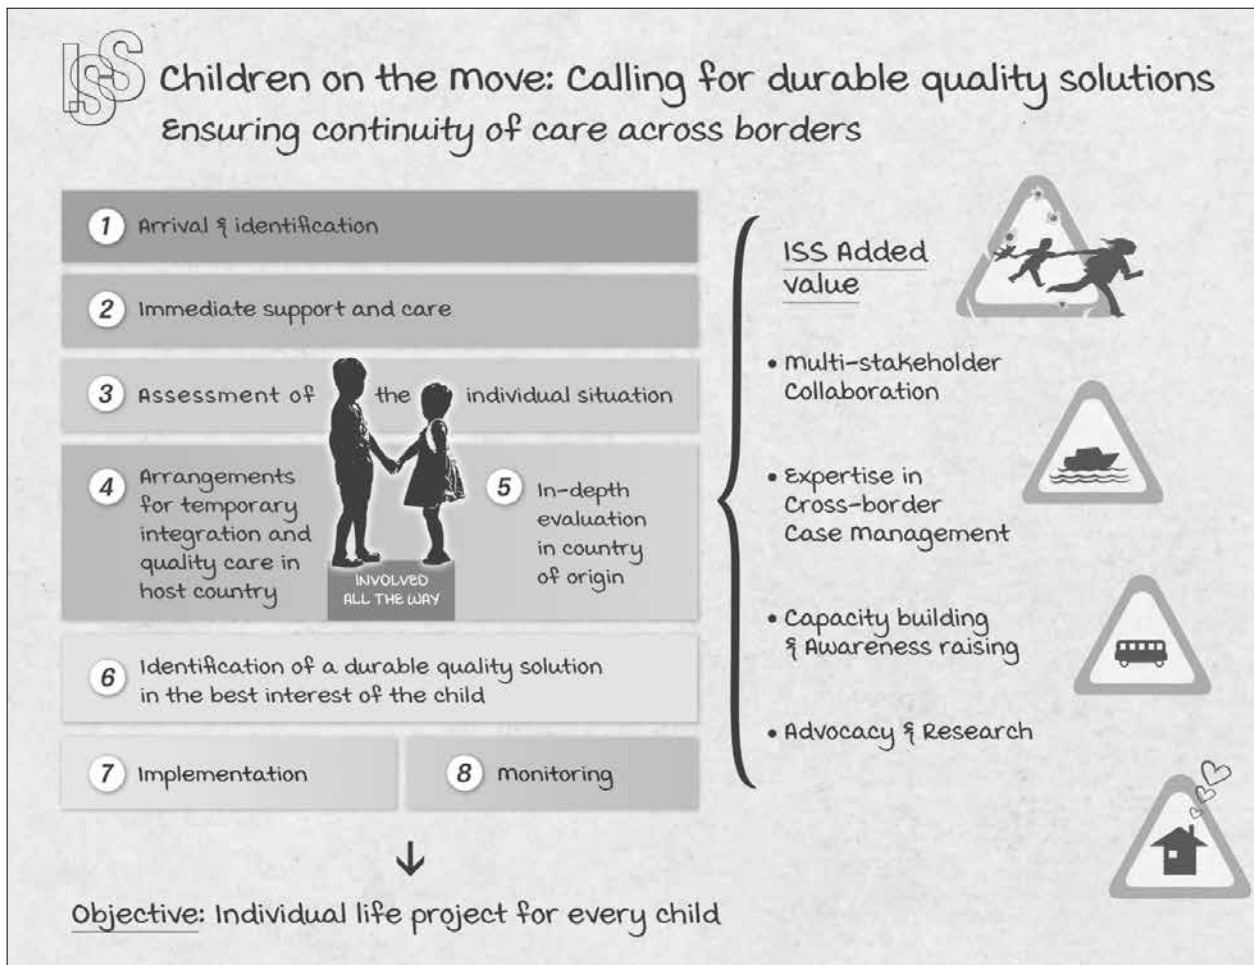 ISS
Children on the Move: Calling for durable quality solutions
Ensuring continuity of care across borders
1 Arrival & identification
2 Immediate support and care
3 Assessment of the individual situation
4 Arrangements
for temporary
integration and
quality care in
host country
INVOLVED
ALL THE WAY
5 In-depth
evaluation
in country
of origin
6 Identification of a durable quality solution
in the best interest of the child
7 Implementation
8 Monitoring
Objective: Individual life project for every child
ISS Added
value
• Multi-stakeholder
Collaboration
• Expertise in
Cross-border
Case Management
• Capacity building
& Awareness raising
• Advocacy & Research